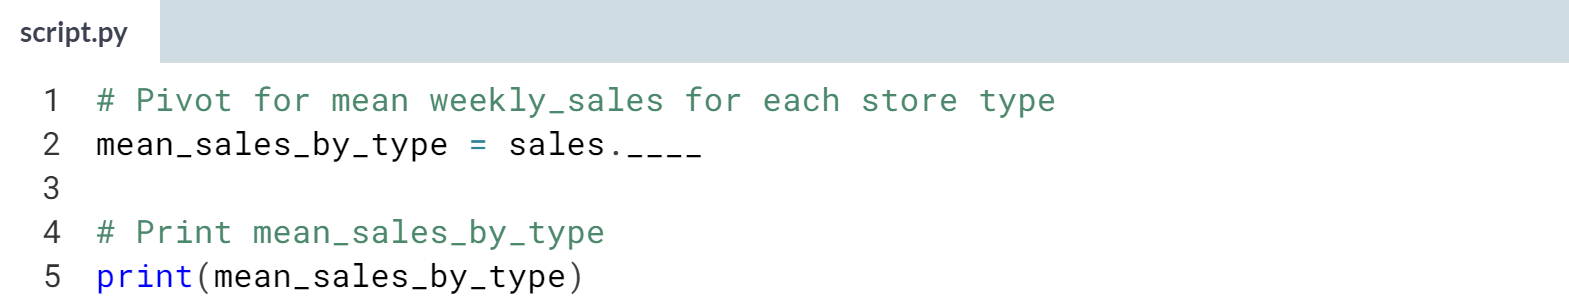 script.py
1 # Pivot for mean weekly_sales for each store type
2 mean_sales_by_type = sales.____
3
4 # Print mean_sales_by_type
5 print(mean_sales_by_type)